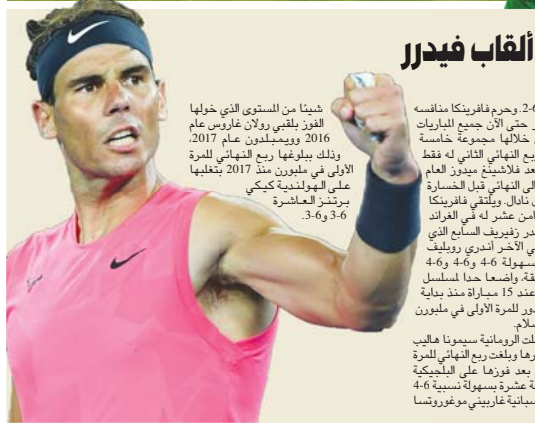 ألقاب فيدرر
6-2. وحرم فافرينكا منافسه
حتى الآن جميع المباريات
خلالها مجموعة خامسة
ربع النهائي الثاني له فقط
بعد فلاشينغ ميدوز العام
إلى النهائي قبل الخسارة
نادال. ويلتقي فافرينكا
ثامن عشر له في الغراند
زفيريف السابع الذي
الآخر أندري روبليف
بسهولة 6-4 و6-4 و6-4
واضعا حدا لمسلسل
عند 15 مباراة منذ بداية
الدور للمرة الأولى في ملبورن
الرومانية سيمونا هاليب
وبلغت ربع النهائي للمرة
بعد فوزها على البلجيكية
عشرة بسهولة نسبية 6-4
غاربيني موغوروتسا
شيئا من المستوى الذي خولها
الفوز بلقبي رولان غاروس عام
2016 وويمبلدون عام 2017،
وذلك ببلوغها ربع النهائي للمرة
الأولى في ملبورن منذ 2017 بتغلبها
على الهولندية كيكي
برتنز العاشرة
6-3 و6-3.